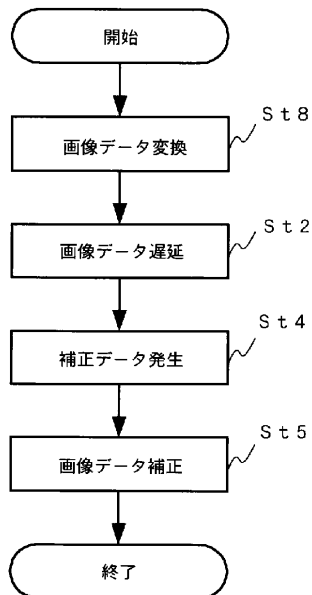 開始
Ｓｔ８
画像データ変換
Ｓｔ２
画像データ遅延
Ｓｔ４
補正データ発生
Ｓｔ５
画像データ補正
終了